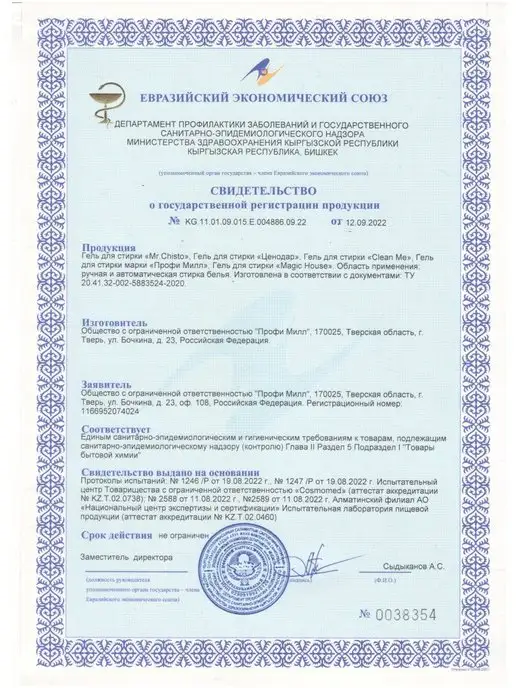 ЕВРАЗИЙСКИЙ ЭКОНОМИЧЕСКИЙ СОЮЗ
ДЕПАРТАМЕНТ ПРОФИЛАКТИКИ ЗАБОЛЕВАНИЙ И ГОСУДАРСТВЕННОГО
САНИТАРНО-ЭПИДЕМИОЛОГИЧЕСКОГО НАДЗОРА
МИНИСТЕРСТВА ЗДРАВООХРАНЕНИЯ КЫРГЫЗСКОЙ РЕСПУБЛИКИ
КЫРГЫЗСКАЯ РЕСПУБЛИКА, БИШКЕК
(уполномоченный орган государства – члена Евразийского экономического союза)
СВИДЕТЕЛЬСТВО
о государственной регистрации продукции
№ KG.11.01.09.015.E.004886.09.22 от 12.09.2022
Продукция
Гель для стирки «Mr.Chisto», Гель для стирки «Ценодар», Гель для стирки «Clean Me», Гель
для стирки марки «Профи Милл», Гель для стирки «Magic House». Область применения:
ручная и автоматическая стирка белья. Изготовлена в соответствии с документами: ТУ
20.41.32-002-5883524-2020
Изготовитель
Общество с ограниченной ответственностью "Профи Милл", 170025, Тверская область, г.
Тверь, ул. Бочкина, д. 23, Российская Федерация
Заявитель
Общество с ограниченной ответственностью "Профи Милл", 170025, Тверская область, г.
Тверь, ул. Бочкина, д. 23, оф. 108, Российская Федерация. Регистрационный номер:
1166952074024
Соответствует
Единым санитарно-эпидемиологическим и гигиеническим требованиям к товарам, подлежащим
санитарно-эпидемиологическому надзору (контролю) Глава II Раздел 5 Подраздел I "Товары
бытовой химии"
Свидетельство выдано на основании
Протоколы испытаний: № 1246 /Р от 19.08.2022 г., № 1247 /Р от 19.08.2022 г. Испытательный
центр Товарищества с ограниченной ответственностью «Cosmomed» (аттестат аккредитации
№ KZ.T.02.0738); № 2588 от 11.08.2022 г., №2589 от 11.08.2022 г. Алматинский филиал АО
«Национальный центр экспертизы и сертификации» Испытательная лаборатория пищевой
продукции (аттестат аккредитации № KZ.T.02.0460)
Срок действия не ограничен
Заместитель директора Сыдыканов А.С.
(должность руководителя (подпись) (Ф.И.О.)
уполномоченного органа государства – члена
Евразийского экономического союза)
№ 0038354